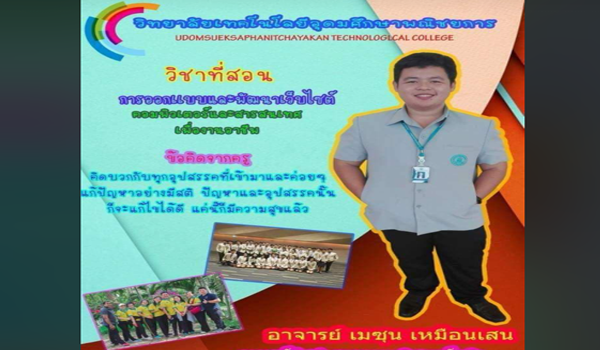 วิทยาลัยเทคโนโลยีอุดมศึกษาพณิชยการ
UDOMSUEKSAPHANITCHAYAKAN TECHNOLOGICAL COLLEGE
วิชาที่สอน
การออกแบบและพัฒนาเว็บไซต์
คอมพิวเตอร์และสารสนเทศ
เพื่องานอาชีพ
ข้อคิดจากครู
คิดบวกกับทุกอุปสรรคที่เข้ามาและค่อยๆ
แก้ปัญหาอย่างมีสติ ปัญหาและอุปสรรคนั้น
ก็จะแก้ไขได้ดี แค่นี้ก็มีความสุขแล้ว
อาจารย์ เมซุน เหมือนเสน